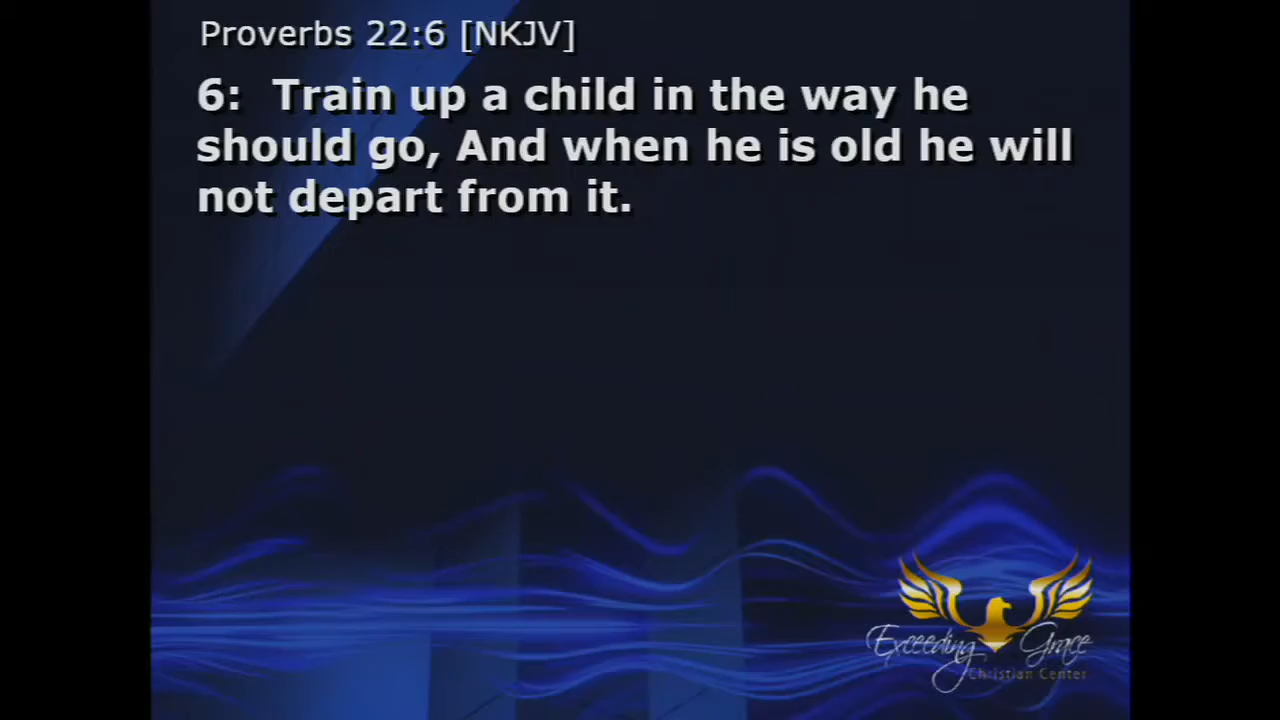 Proverbs 22:6 [NKJV]
6: Train up a child in the way he
should go, And when he is old he will
not depart from it.
Exceeding Grace
Christian Center